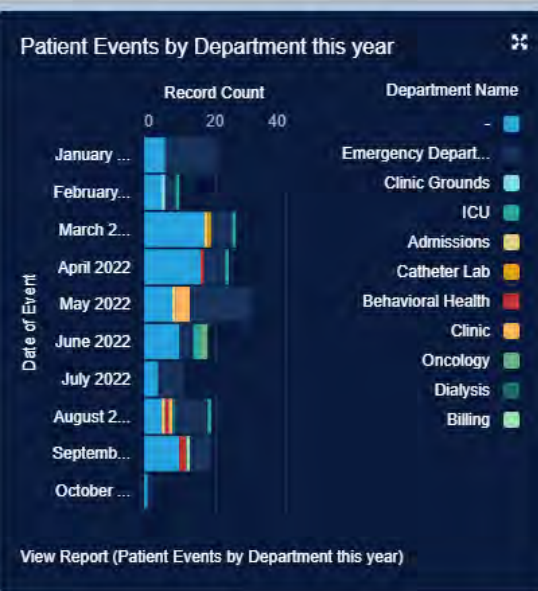 Patient Events by Department this year
Record Count
0 20 40
Date of Event
January ...
February...
March 2...
April 2022
May 2022
June 2022
July 2022
August 2...
Septemb...
October ...
Department Name
-
Emergency Depart...
Clinic Grounds
ICU
Admissions
Catheter Lab
Behavioral Health
Clinic
Oncology
Dialysis
Billing
View Report (Patient Events by Department this year)